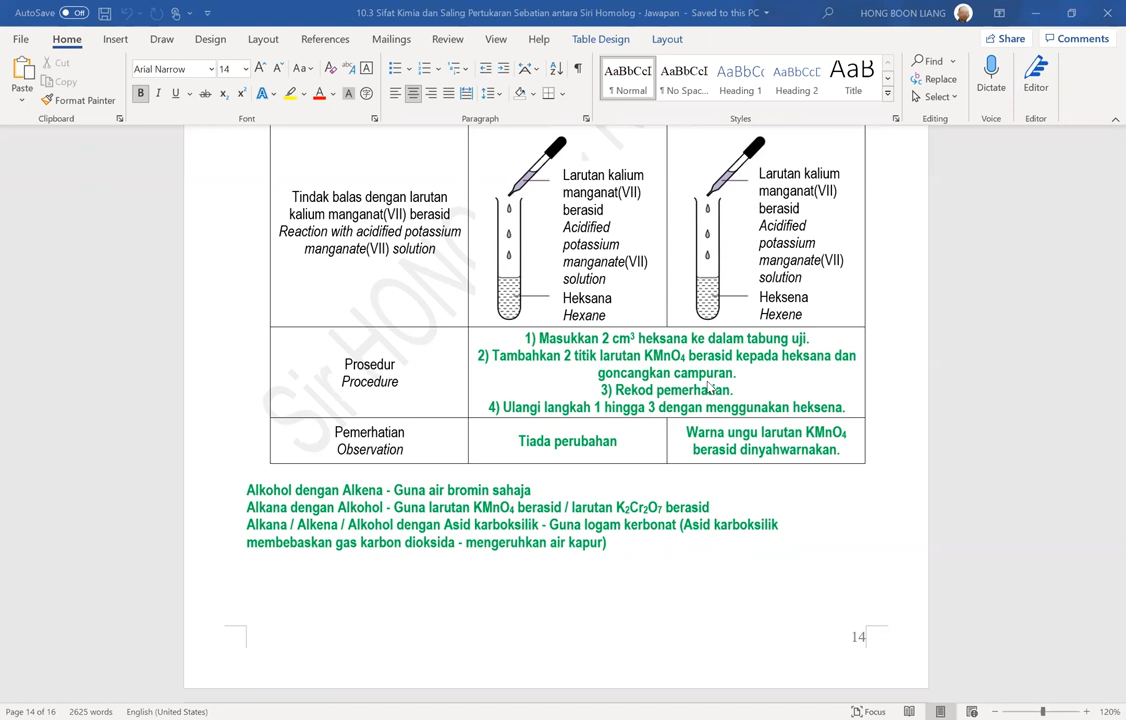 AutoSave Off
10.3 Sifat Kimia dan Saling Pertukaran Sebatian antara Siri Homolog - Jawapan - Saved to this PC
HONG BOON LIANG
File Home Insert Draw Design Layout References Mailings Review View Help Table Design Layout
Share Comments
Paste
Cut
Copy
Format Painter
Clipboard
Arial Narrow 14
Font
Paragraph
AaBbCcI AaBbCcI AaBbCc AaBbCcD AaB
¶ Normal ¶ No Spac... Heading 1 Heading 2 Title
Styles
Find
Replace
Select
Editing
Dictate
Voice
Editor
Editor
Tindak balas dengan larutan
kalium manganat(VII) berasid
Reaction with acidified potassium
manganate(VII) solution
Larutan kalium
manganat(VII)
berasid
Acidified
potassium
manganate(VII)
solution
Heksana
Hexane
Larutan kalium
manganat(VII)
berasid
Acidified
potassium
manganate(VII)
solution
Heksena
Hexene
Prosedur
Procedure
1) Masukkan 2 cm³ heksana ke dalam tabung uji.
2) Tambahkan 2 titik larutan KMnO₄ berasid kepada heksana dan
goncangkan campuran.
3) Rekod pemerhatian.
4) Ulangi langkah 1 hingga 3 dengan menggunakan heksena.
Pemerhatian
Observation
Tiada perubahan
Warna ungu larutan KMnO₄
berasid dinyahwarnakan.
Alkohol dengan Alkena - Guna air bromin sahaja
Alkana dengan Alkohol - Guna larutan KMnO₄ berasid / larutan K₂Cr₂O₇ berasid
Alkana / Alkena / Alkohol dengan Asid karboksilik - Guna logam kerbonat (Asid karboksilik
membebaskan gas karbon dioksida - mengeruhkan air kapur)
Sir HONG
14
Page 14 of 16 2625 words English (United States)
Focus
120%